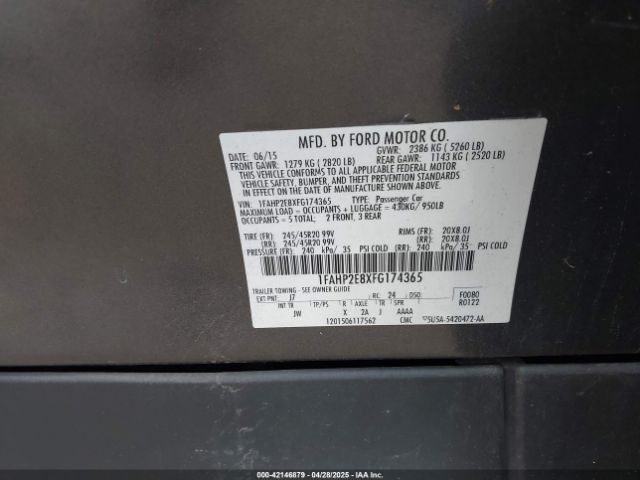 MFD. BY FORD MOTOR CO.
DATE: 06/15 GVWR: 2386 KG ( 5260 LB)
FRONT GAWR: 1279 KG ( 2820 LB) REAR GAWR: 1143 KG ( 2520 LB)
THIS VEHICLE CONFORMS TO ALL APPLICABLE FEDERAL MOTOR
VEHICLE SAFETY, BUMPER, AND THEFT PREVENTION STANDARDS
IN EFFECT ON THE DATE OF MANUFACTURE SHOWN ABOVE.
VIN: 1FAHP2E8XFG174365 TYPE: Passenger Car
MAXIMUM LOAD = OCCUPANTS + LUGGAGE = 430KG/950LB
OCCUPANTS = 5 TOTAL; 2 FRONT, 3 REAR
TIRE (FR): 245/45R20 99V RIMS (FR): 20X8.0J
(RR): 245/45R20 99V (RR): 20X8.0J
PRESSURE (FR): 240 kPa/ 35 PSI COLD (RR): 240 kPa/ 35 PSI COLD
1FAHP2E8XFG174365
TRAILER TOWING - SEE OWNER GUIDE
EXT PNT: J7 RC: 24 DSO: F0080
INT TR TP/PS R AXLE TR SPR R0122
JW X 2A J AAAA
1201506117562 CMC 5U5A-5420472-AA
000-42146879 - 04/28/2025 - IAAI.COM